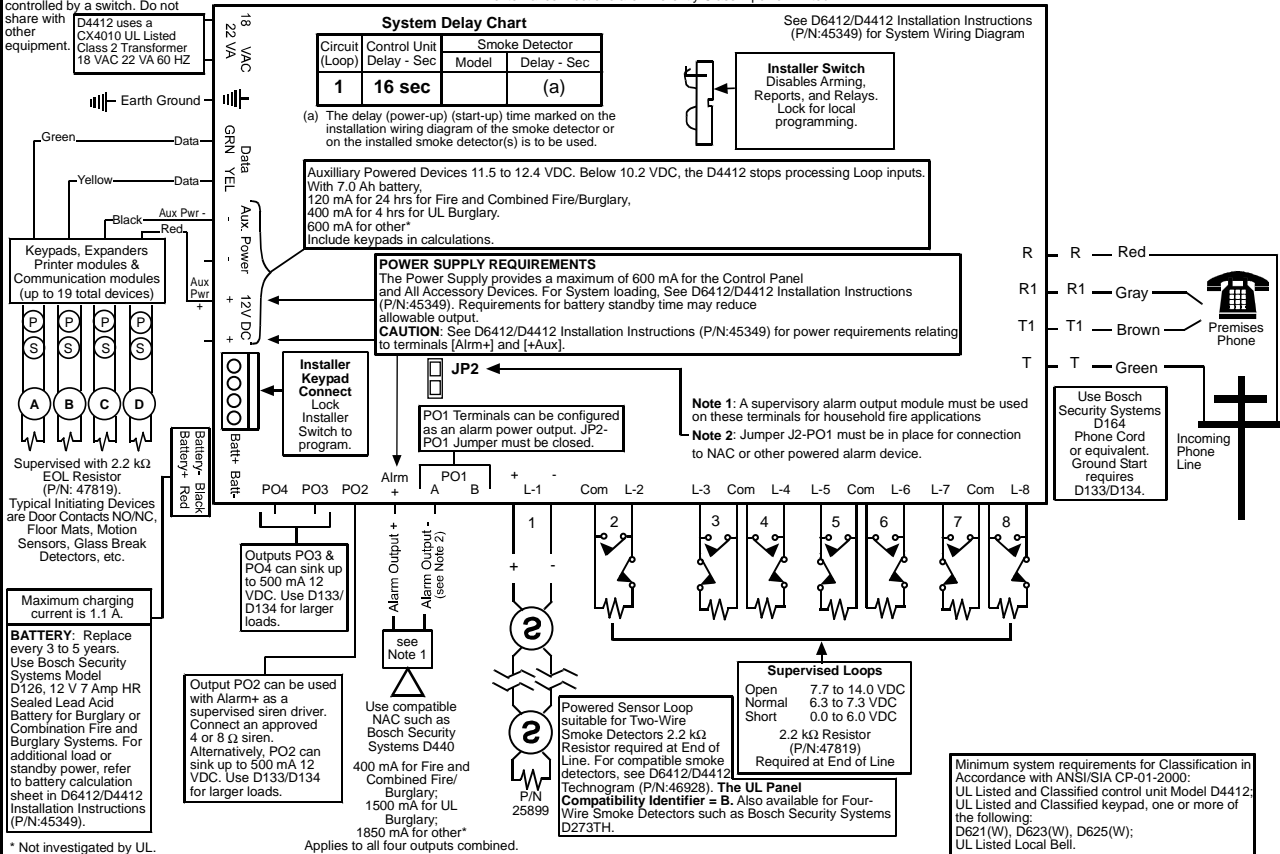 controlled by a switch. Do not
share with
other
equipment.
D4412 uses a
CX4010 UL Listed
Class 2 Transformer
18 VAC 22 VA 60 HZ
18 VAC
22 VA
System Delay Chart
Circuit (Loop)
Control Unit Delay - Sec
Smoke Detector
Model
Delay - Sec
1
16 sec
(a)
(a) The delay (power-up) (start-up) time marked on the
installation wiring diagram of the smoke detector or
on the installed smoke detector(s) is to be used.
See D6412/D4412 Installation Instructions
(P/N:45349) for System Wiring Diagram
Installer Switch
Disables Arming,
Reports, and Relays.
Lock for local
programming.
Earth Ground
Green
Data
Yellow
Data
Black
Aux Pwr -
Red
Aux
Pwr
+
Data
GRN YEL
Aux. Power
-
-
+
12V DC
+
Auxilliary Powered Devices 11.5 to 12.4 VDC. Below 10.2 VDC, the D4412 stops processing Loop inputs.
With 7.0 Ah battery,
120 mA for 24 hrs for Fire and Combined Fire/Burglary,
400 mA for 4 hrs for UL Burglary.
600 mA for other*
Include keypads in calculations.
POWER SUPPLY REQUIREMENTS
The Power Supply provides a maximum of 600 mA for the Control Panel
and All Accessory Devices. For System loading, See D6412/D4412 Installation Instructions
(P/N:45349). Requirements for battery standby time may reduce
allowable output.
CAUTION: See D6412/D4412 Installation Instructions (P/N:45349) for power requirements relating
to terminals [Alrm+] and [+Aux].
Keypads, Expanders
Printer modules &
Communication modules
(up to 19 total devices)
P P P P
S S S S
A B C D
Supervised with 2.2 kΩ
EOL Resistor
(P/N: 47819).
Typical Initiating Devices
are Door Contacts NO/NC,
Floor Mats, Motion
Sensors, Glass Break
Detectors, etc.
Battery- Black
Battery+ Red
Batt+ Batt-
Installer
Keypad
Connect
Lock
Installer
Switch to
program.
JP2
PO1 Terminals can be configured
as an alarm power output. JP2-
PO1 Jumper must be closed.
Note 1: A supervisory alarm output module must be used
on these terminals for household fire applications
Note 2: Jumper J2-PO1 must be in place for connection
to NAC or other powered alarm device.
R R Red
R1 R1 Gray
T1 T1 Brown
T T Green
Premises
Phone
Use Bosch
Security Systems
D164
Phone Cord
or equivalent.
Ground Start
requires
D133/D134.
Incoming
Phone
Line
PO4 PO3 PO2
Alrm
+
PO1
A B
+ -
L-1
Com L-2
L-3 Com L-4
L-5 Com L-6
L-7 Com L-8
1 2 3 4 5 6 7 8
+ -
Alarm Output +
Alarm Output -
(see Note 2)
see
Note 1
Outputs PO3 &
PO4 can sink up
to 500 mA 12
VDC. Use D133/
D134 for larger
loads.
Maximum charging
current is 1.1 A.
BATTERY: Replace
every 3 to 5 years.
Use Bosch Security
Systems Model
D126, 12 V 7 Amp HR
Sealed Lead Acid
Battery for Burglary or
Combination Fire and
Burglary Systems. For
additional load or
standby power, refer
to battery calculation
sheet in D6412/D4412
Installation Instructions
(P/N:45349).
* Not investigated by UL.
Output PO2 can be used
with Alarm+ as a
supervised siren driver.
Connect an approved
4 or 8 Ω siren.
Alternatively, PO2 can
sink up to 500 mA 12
VDC. Use D133/D134
for larger loads.
Use compatible
NAC such as
Bosch Security
Systems D440
400 mA for Fire and
Combined Fire/
Burglary;
1500 mA for UL
Burglary;
1850 mA for other*
Applies to all four outputs combined.
S
S
P/N
25899
Powered Sensor Loop
suitable for Two-Wire
Smoke Detectors 2.2 kΩ
Resistor required at End of
Line. For compatible smoke
detectors, see D6412/D4412
Technogram (P/N:46928). The UL Panel
Compatibility Identifier = B. Also available for Four-
Wire Smoke Detectors such as Bosch Security Systems
D273TH.
Supervised Loops
Open 7.7 to 14.0 VDC
Normal 6.3 to 7.3 VDC
Short 0.0 to 6.0 VDC
2.2 kΩ Resistor
(P/N:47819)
Required at End of Line
Minimum system requirements for Classification in
Accordance with ANSI/SIA CP-01-2000:
UL Listed and Classified control unit Model D4412;
UL Listed and Classified keypad, one or more of
the following:
D621(W), D623(W), D625(W);
UL Listed Local Bell.